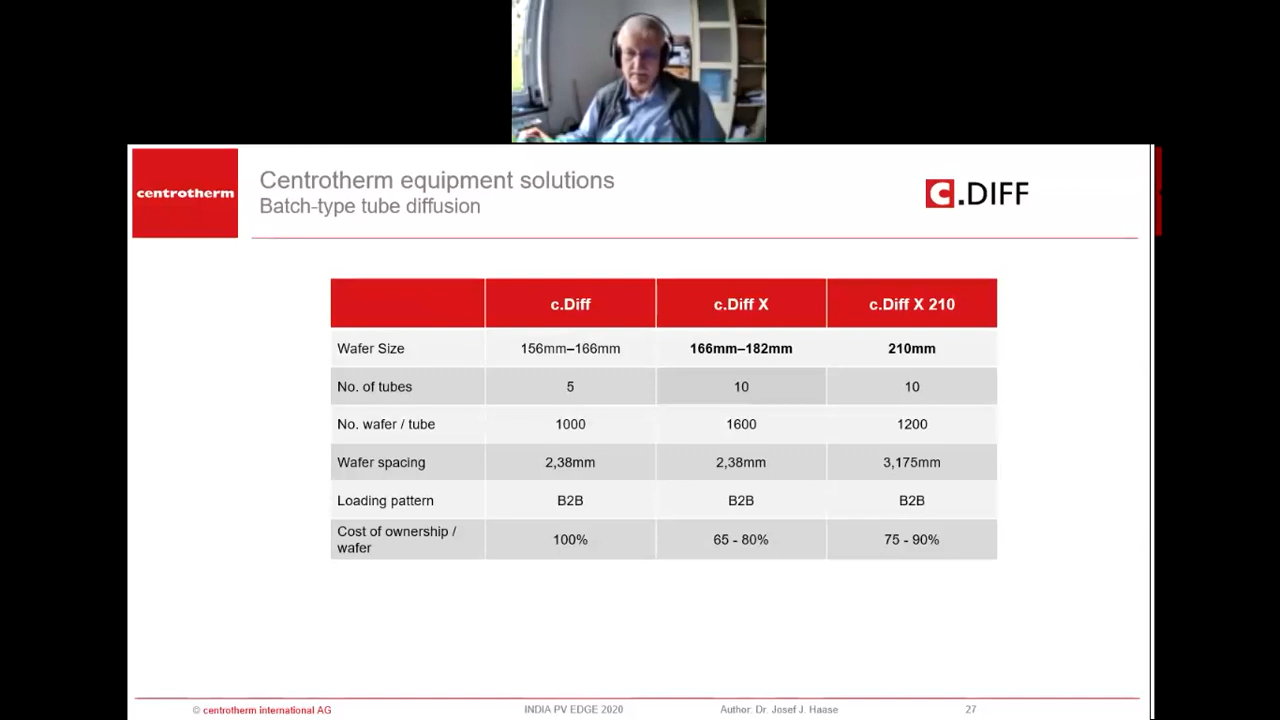 centrotherm
Centrotherm equipment solutions
Batch-type tube diffusion
c.DIFF
c.Diff c.Diff X c.Diff X 210
Wafer Size 156mm–166mm 166mm–182mm 210mm
No. of tubes 5 10 10
No. wafer / tube 1000 1600 1200
Wafer spacing 2,38mm 2,38mm 3,175mm
Loading pattern B2B B2B B2B
Cost of ownership / wafer 100% 65 - 80% 75 - 90%
© centrotherm international AG INDIA PV EDGE 2020 Author: Dr. Josef J. Haase 27